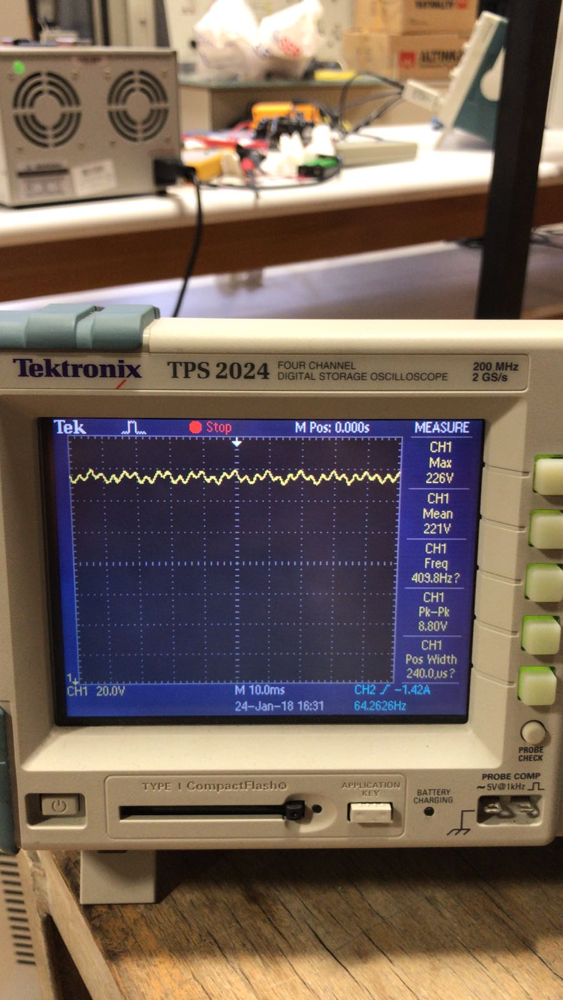 ALTINK
Tektronix TPS 2024 FOUR CHANNEL 200 MHz
DIGITAL STORAGE OSCILLOSCOPE 2 GS/s
Tek Stop M Pos: 0.000s MEASURE
CH1
Max
226V
CH1
Mean
221V
CH1
Freq
409.8Hz?
CH1
Pk-Pk
8.80V
CH1
Pos Width
240.0µs?
1
CH1 20.0V M 10.0ms CH2 -1.42A
24-Jan-18 16:31 64.2626Hz
PROBE
CHECK
TYPE I CompactFlash®
APPLICATION
KEY
BATTERY
CHARGING
PROBE COMP
~5V@1kHz